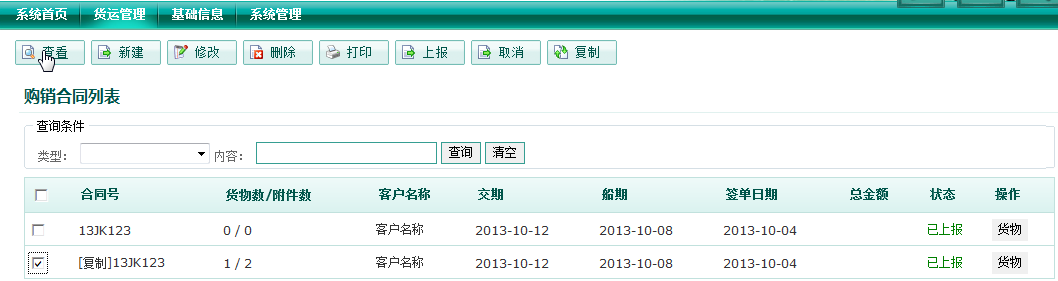 系统首页 货运管理 基础信息 系统管理
查看 新建 修改 删除 打印 上报 取消 复制
购销合同列表
查询条件
类型： 内容： 查询 清空
合同号 货物数/附件数 客户名称 交期 船期 签单日期 总金额 状态 操作
13JK123 0 / 0 客户名称 2013-10-12 2013-10-08 2013-10-04 已上报 货物
[复制]13JK123 1 / 2 客户名称 2013-10-12 2013-10-08 2013-10-04 已上报 货物